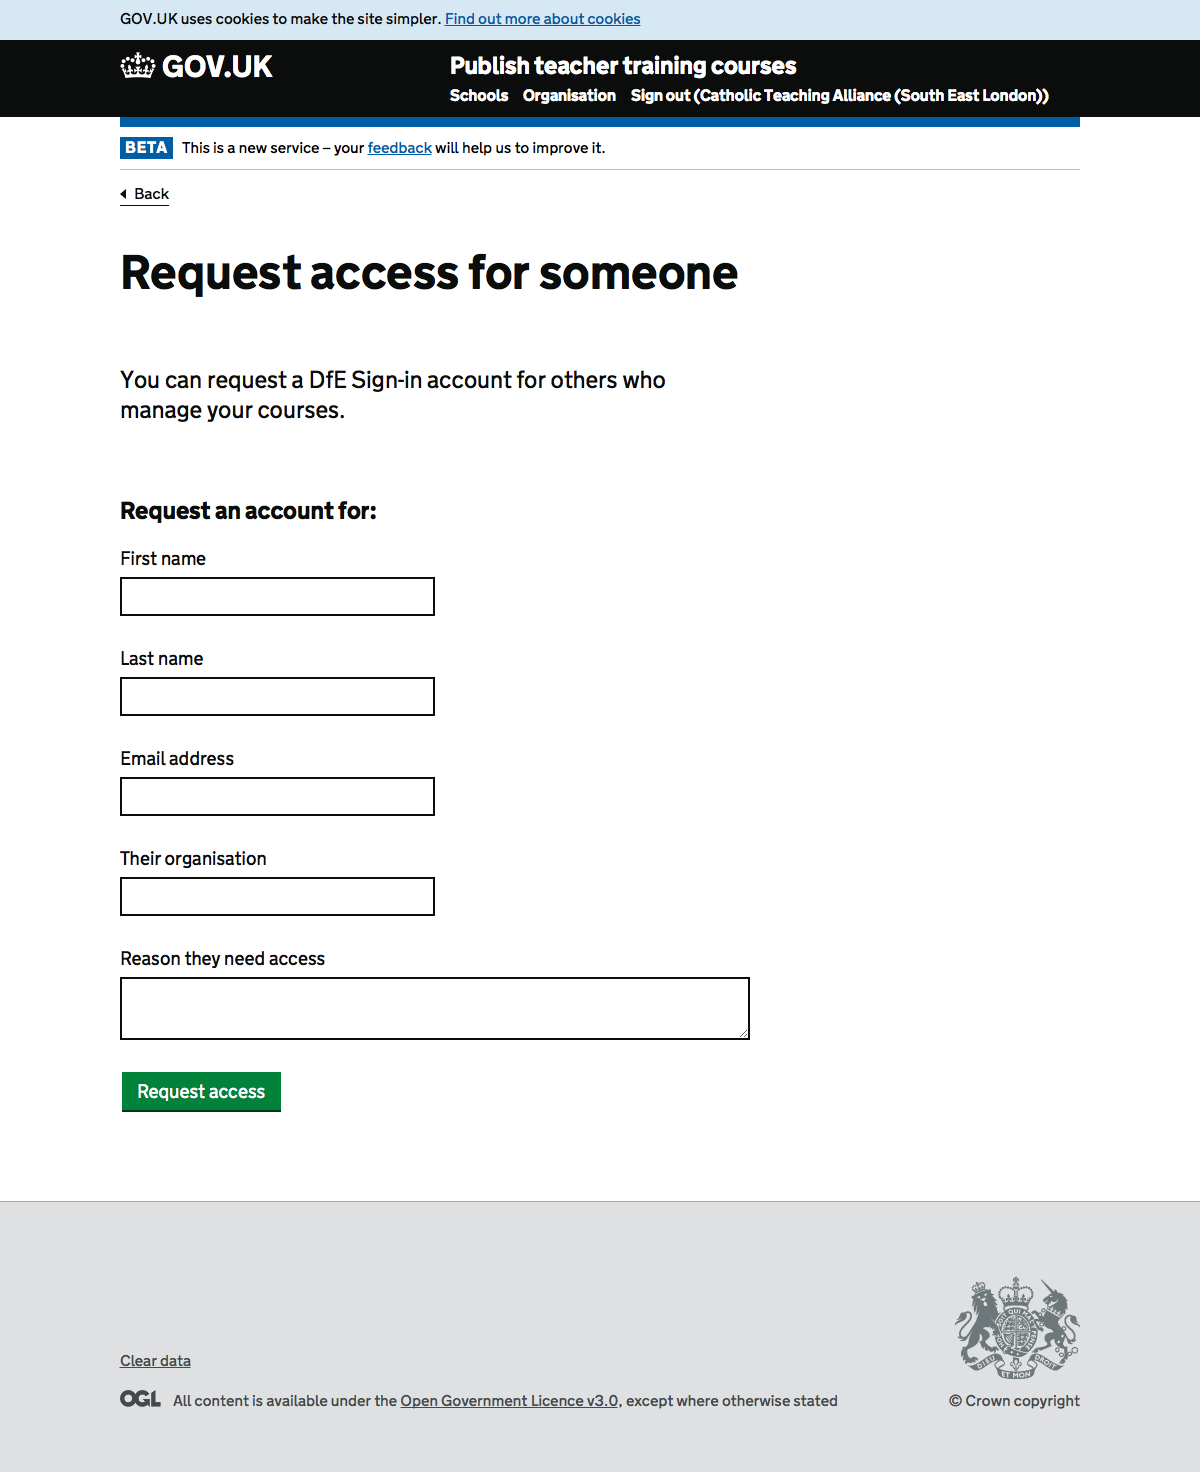 GOV.UK uses cookies to make the site simpler. Find out more about cookies
GOV.UK
Publish teacher training courses
Schools Organisation Sign out (Catholic Teaching Alliance (South East London))
BETA This is a new service – your feedback will help us to improve it.
Back
Request access for someone
You can request a DfE Sign-in account for others who
manage your courses.
Request an account for:
First name
Last name
Email address
Their organisation
Reason they need access
Request access
DIEU ET MON DROIT
Clear data
OGL All content is available under the Open Government Licence v3.0, except where otherwise stated
© Crown copyright